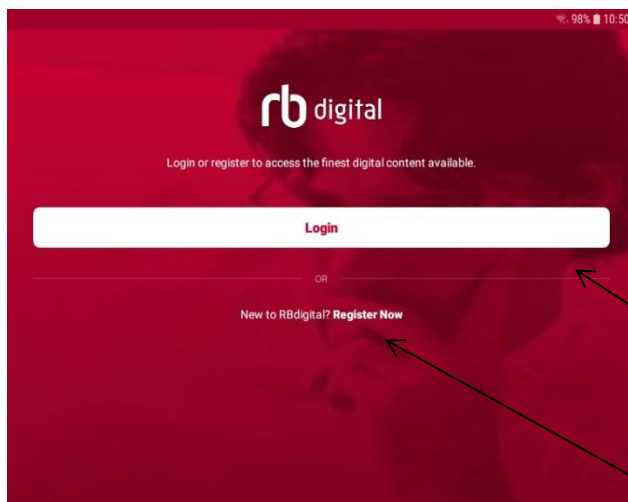 98% 10:50
rb digital
Login or register to access the finest digital content available.
Login
OR
New to RBdigital? Register Now